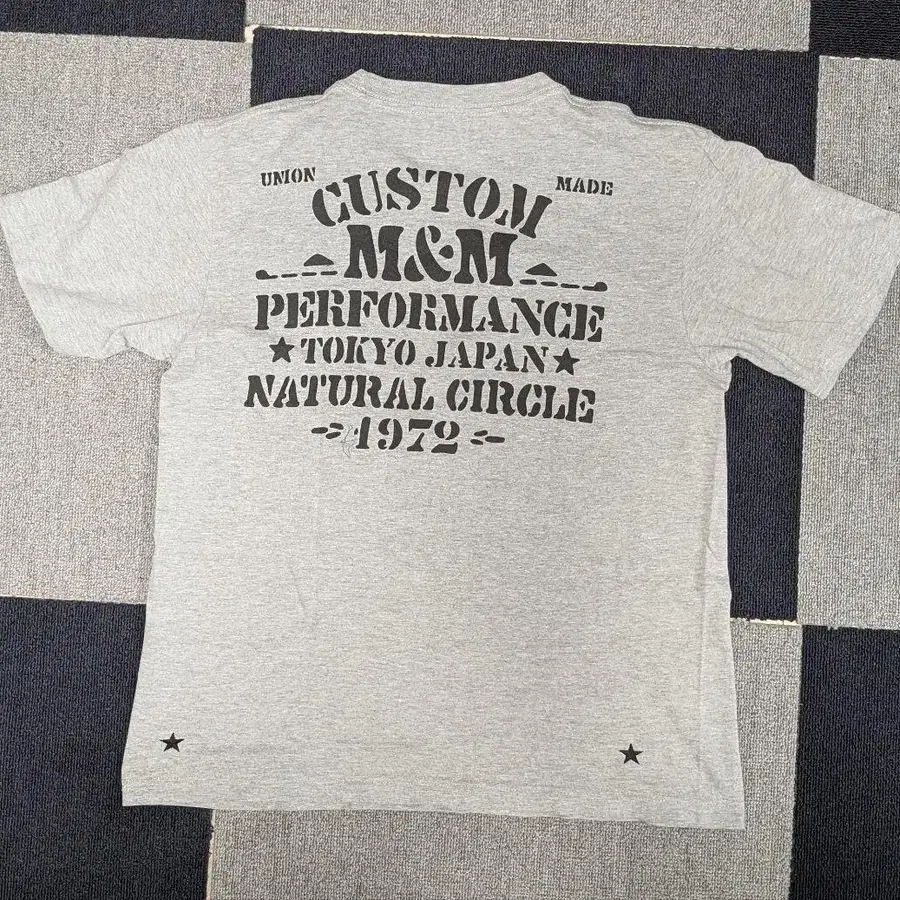 UNION MADE
CUSTOM
M&M
PERFORMANCE
★TOKYO JAPAN★
NATURAL CIRCLE
1972